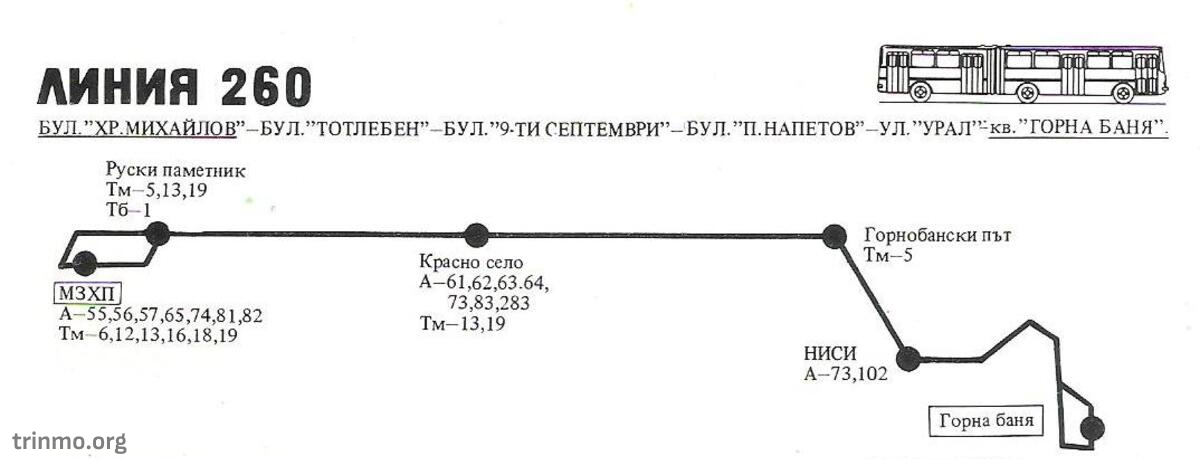 ЛИНИЯ 260
БУЛ."ХР.МИХАЙЛОВ"–БУЛ."ТОТЛЕБЕН"–БУЛ."9-ТИ СЕПТЕМВРИ"–БУЛ."П.НАПЕТОВ"–УЛ."УРАЛ"-кв."ГОРНА БАНЯ".
Руски паметник
Тм–5,13,19
Тб–1
Горнобански път
Тм–5
Красно село
А–61,62,63.64,
73,83,283
Тм–13,19
МЗХП
А–55,56,57,65,74,81,82
Тм–6,12,13,16,18,19
НИСИ
А–73,102
Горна баня
trinmo.org